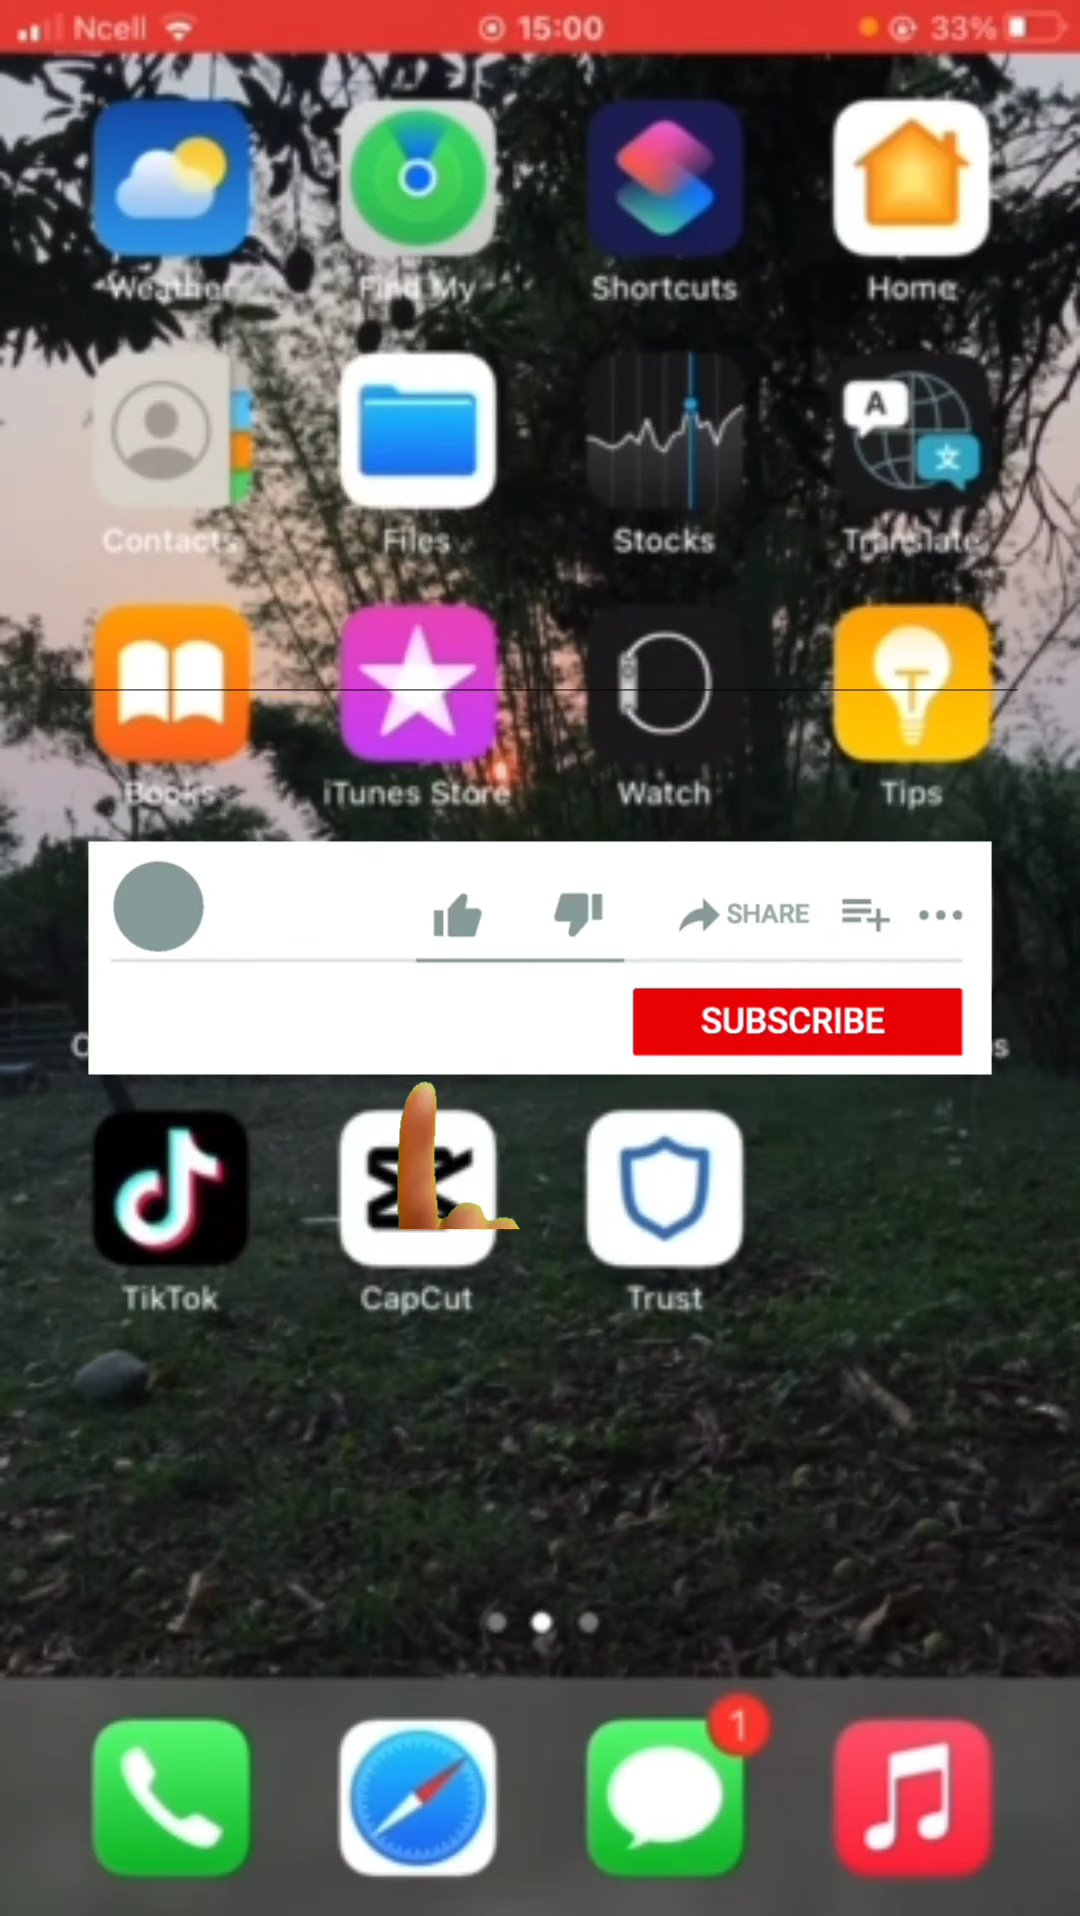 Ncell 15:00 33%
Weather Find My Shortcuts Home
A
文
Contacts Files Stocks Translate
Books iTunes Store Watch Tips
SHARE
SUBSCRIBE
TikTok CapCut Trust
1